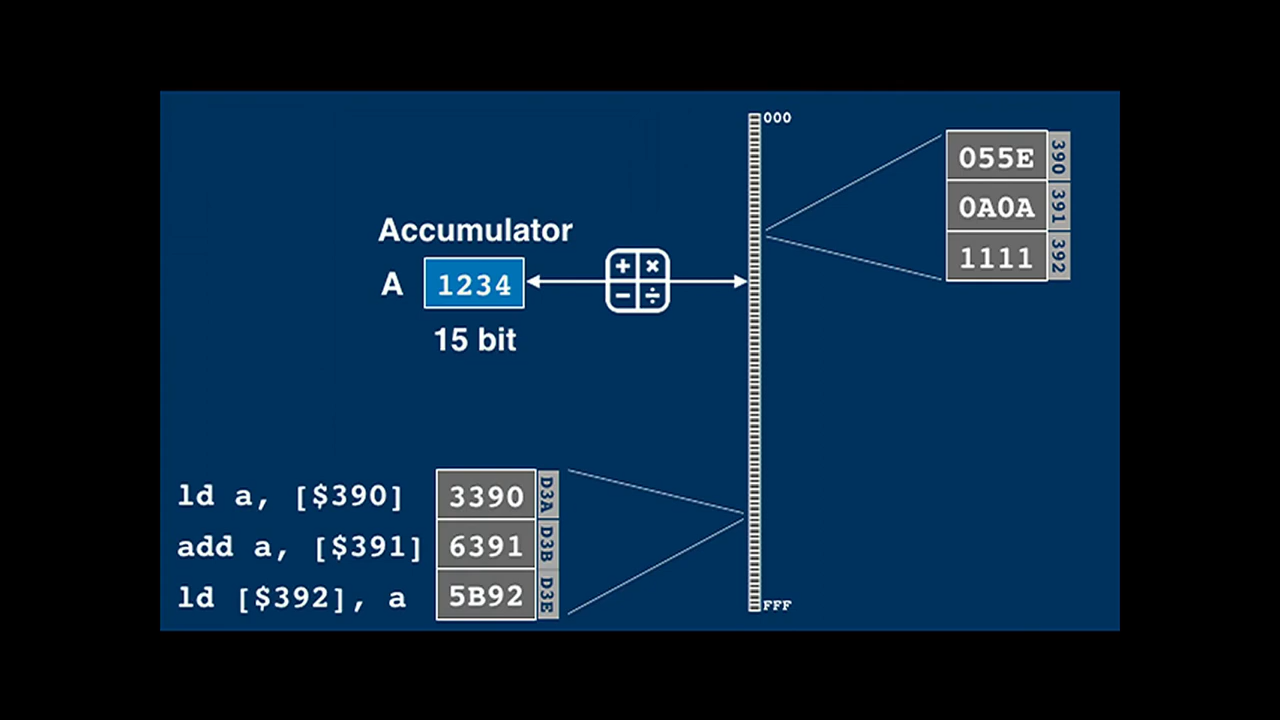 000
055E 390
0A0A 391
1111 392
Accumulator
A 1234
+ ×
− ÷
15 bit
ld a, [$390] 3390 D3A
add a, [$391] 6391 D3B
ld [$392], a 5B92 D3E
FFF